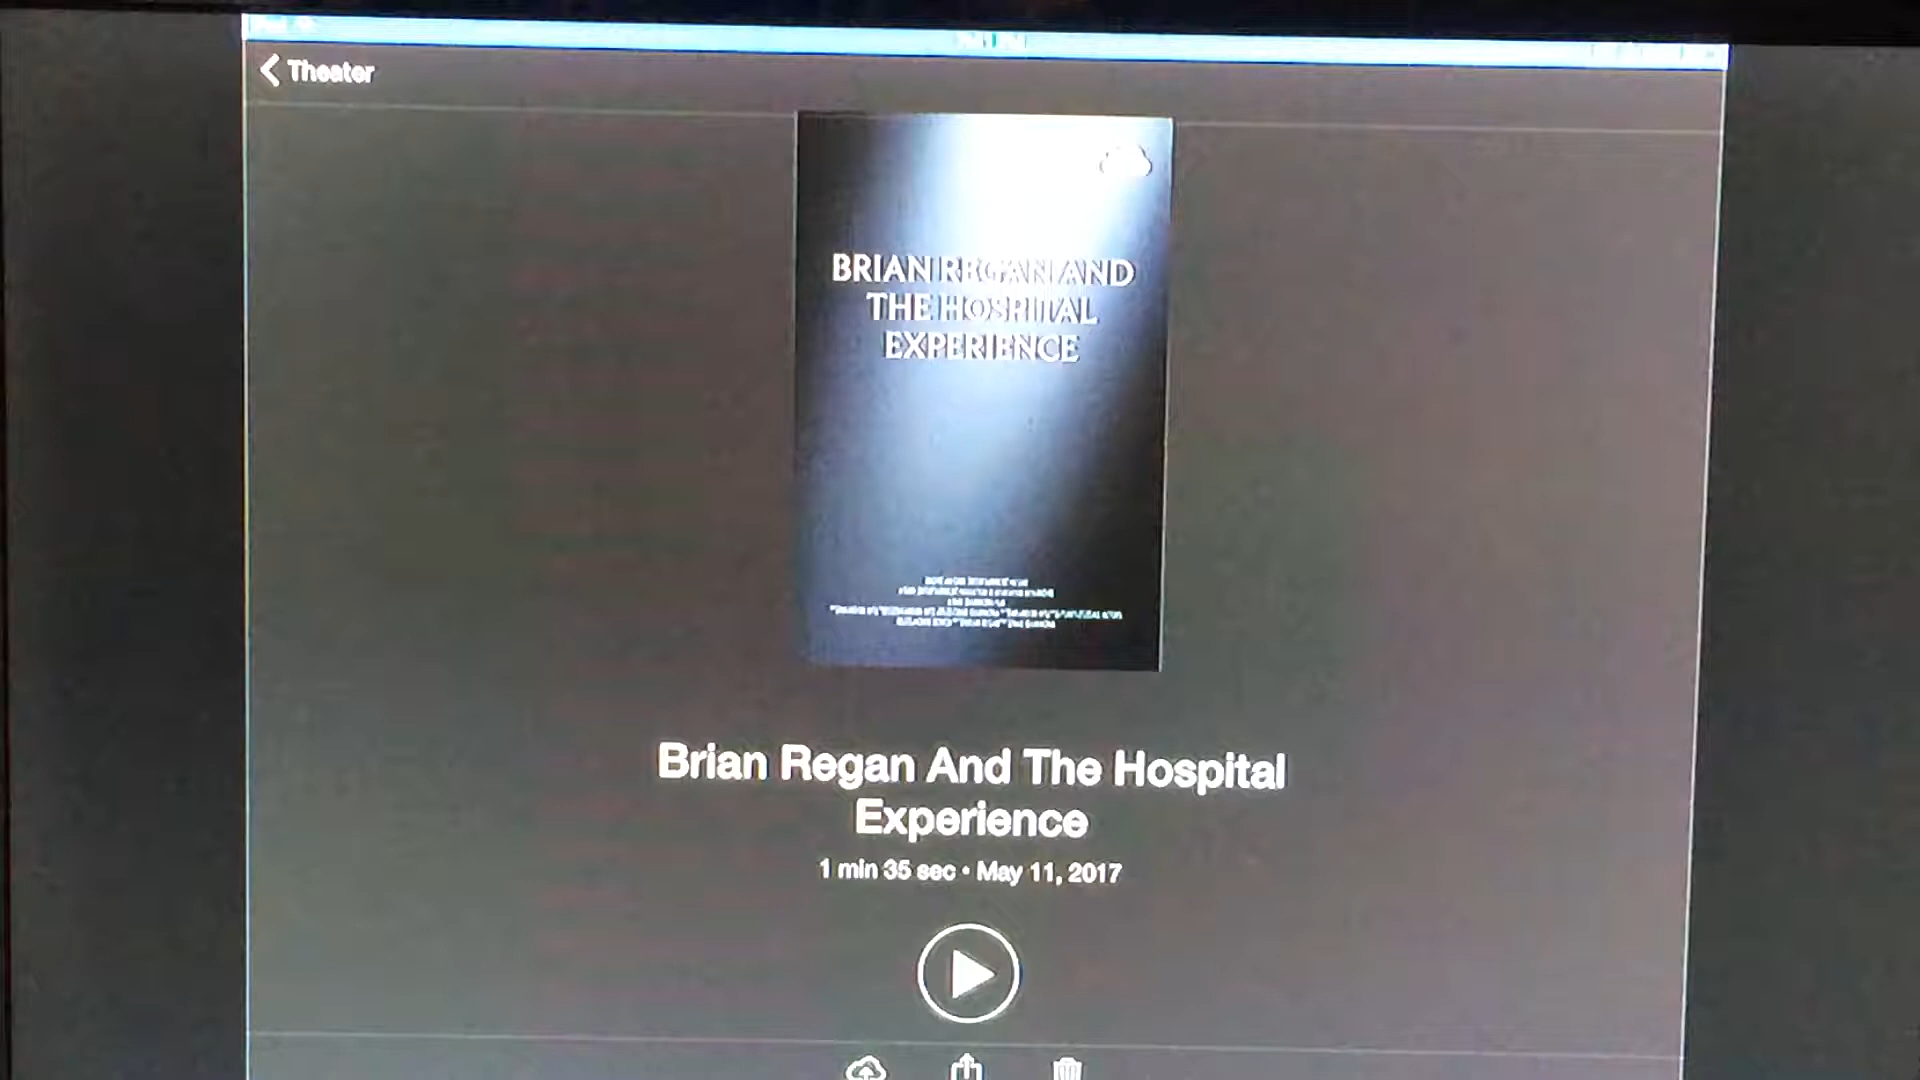 Theater
BRIAN REGAN AND
THE HOSPITAL
EXPERIENCE
Brian Regan And The Hospital
Experience
1 min 35 sec • May 11, 2017